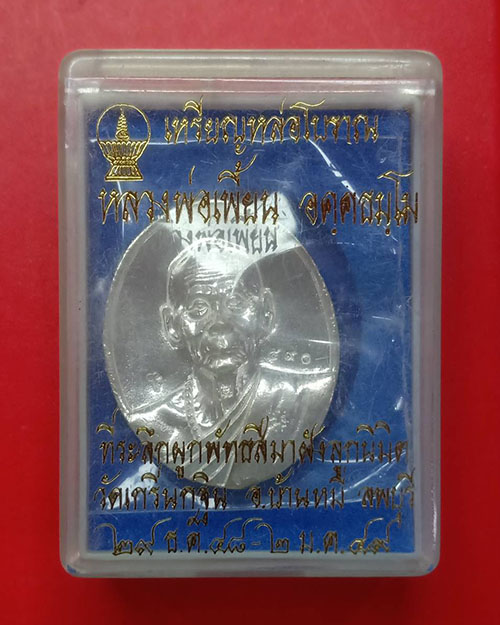 เหรียญหล่อโบราณ
หลวงพ่อเพี้ยน อคฺคธมฺโม
ที่ระลึกผูกพัทธสีมาฝังลูกนิมิต
วัดเกรินกฐิน อ.บ้านหมี่ ลพบุรี
๒๙ ธ.ค.๔๘-๒ ม.ค.๔๙